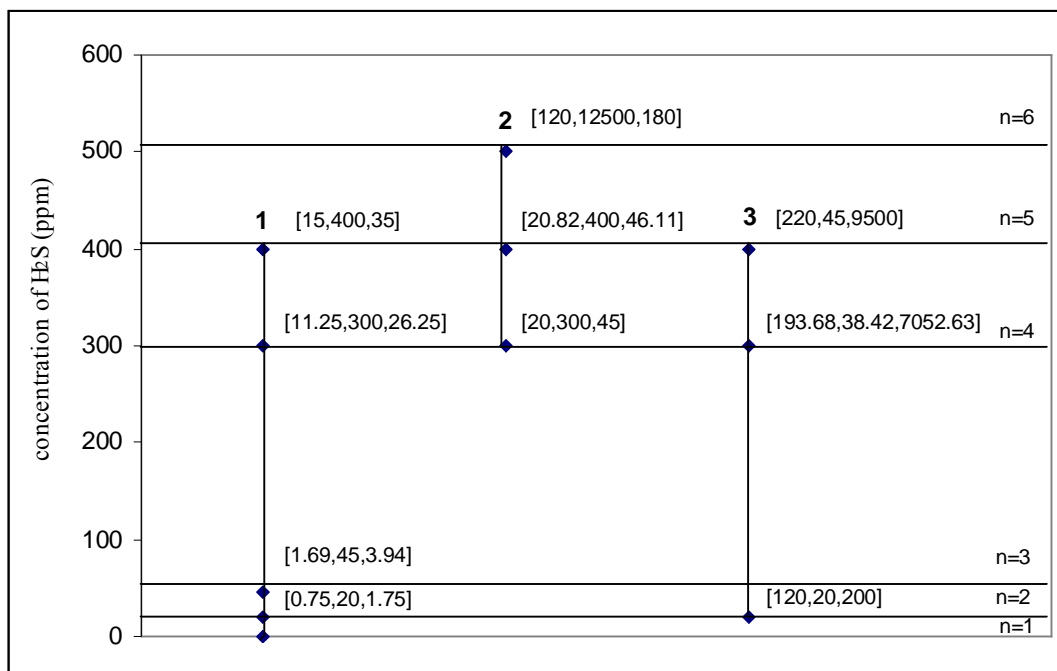 600
2 [120,12500,180] n=6
500
1 [15,400,35] [20.82,400,46.11] 3 [220,45,9500] n=5
400
[11.25,300,26.25] [20,300,45] [193.68,38.42,7052.63] n=4
300
200
100
[1.69,45,3.94] n=3
[0.75,20,1.75] [120,20,200] n=2
0 n=1
concentration of H2S (ppm)